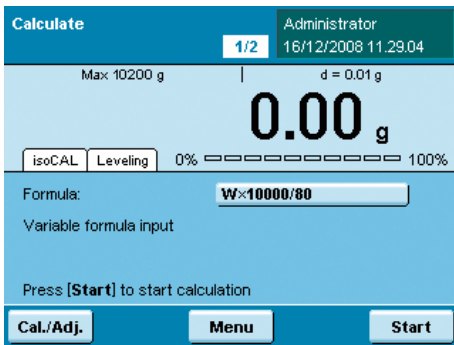 Calculate
Administrator
1/2
16/12/2008 11.29.04
Max 10200 g
d = 0.01 g
0.00 g
isoCAL
Leveling
0%
100%
Formula:
W×10000/80
Variable formula input
Press [Start] to start calculation
Cal./Adj.
Menu
Start